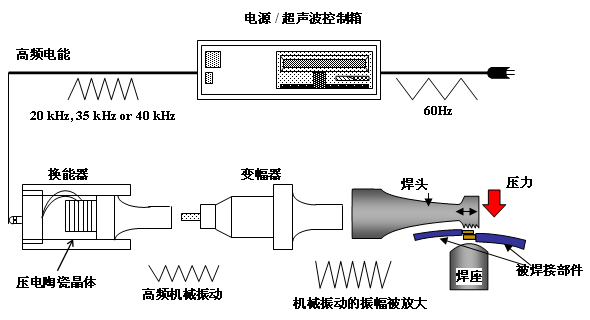 电源 / 超声波控制箱
高频电能
20 kHz, 35 kHz or 40 kHz
60Hz
换能器
变幅器
焊头
压力
压电陶瓷晶体
高频机械振动
机械振动的振幅被放大
焊座
被焊接部件